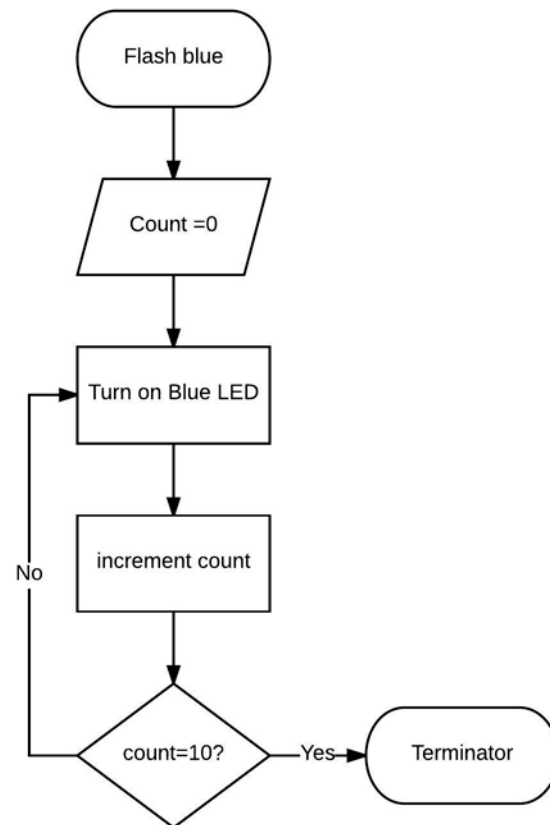 Flash blue
Count =0
Turn on Blue LED
increment count
No
count=10?
Yes
Terminator